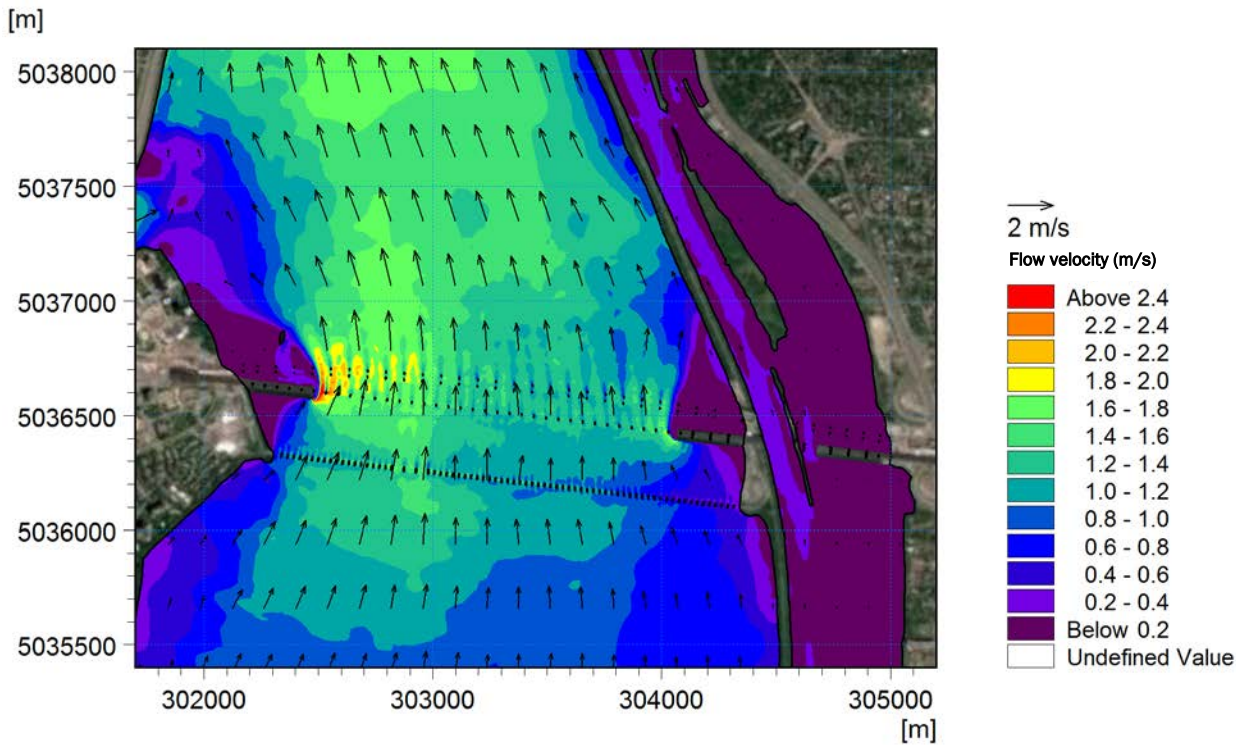 [m]
5038000
5037500
5037000
5036500
5036000
5035500
302000
303000
304000
305000
[m]
2 m/s
Flow velocity (m/s)
Above 2.4
2.2 - 2.4
2.0 - 2.2
1.8 - 2.0
1.6 - 1.8
1.4 - 1.6
1.2 - 1.4
1.0 - 1.2
0.8 - 1.0
0.6 - 0.8
0.4 - 0.6
0.2 - 0.4
Below 0.2
Undefined Value